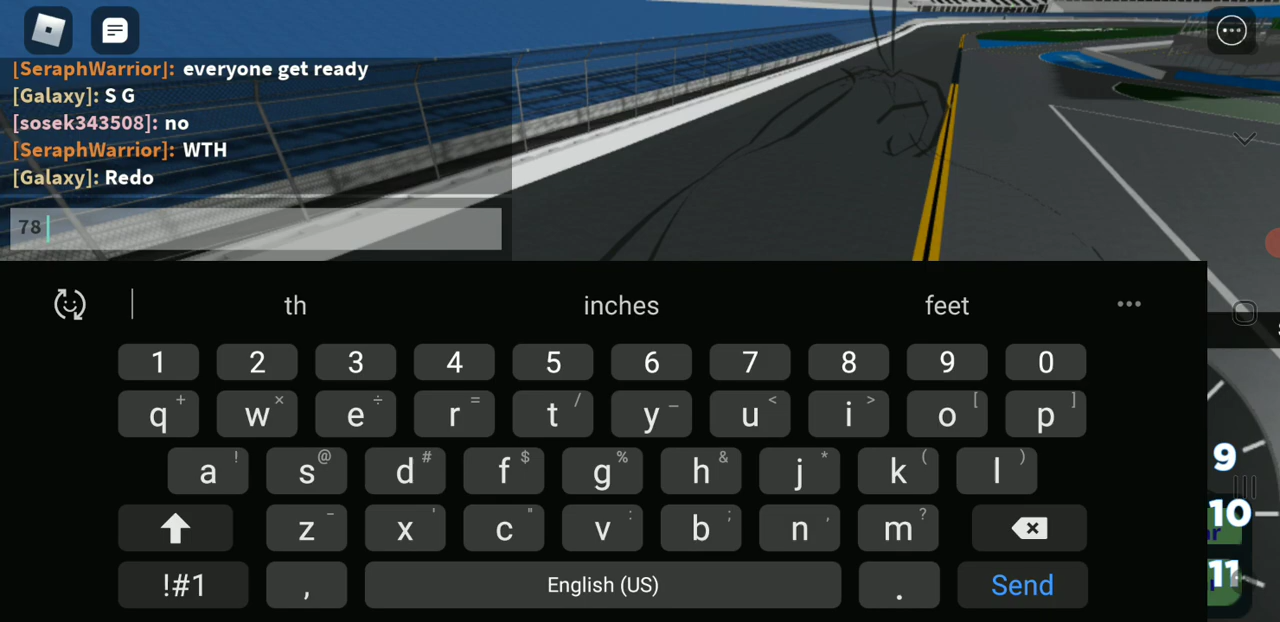 [SeraphWarrior]: everyone get ready
[Galaxy]: S G
[sosek343508]: no
[SeraphWarrior]: WTH
[Galaxy]: Redo
78
th inches feet
1 2 3 4 5 6 7 8 9 0
q + w × e ÷ r = t / y _ u < i > o [ p ]
a ! s @ d # f $ g % h & j * k ( l )
z - x ' c " v : b ; n , m ?
!#1 , English (US) . Send
9
10
11